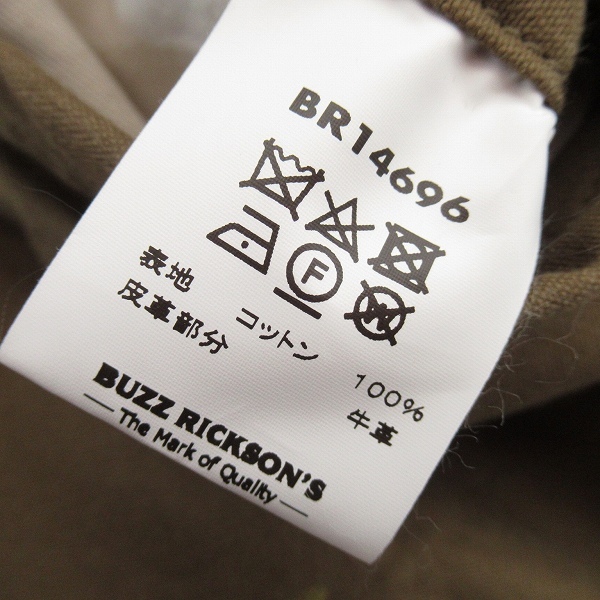 BR14696
F
W
表地 コットン 100%
皮革部分 牛革
BUZZ RICKSON'S
The Mark of Quality